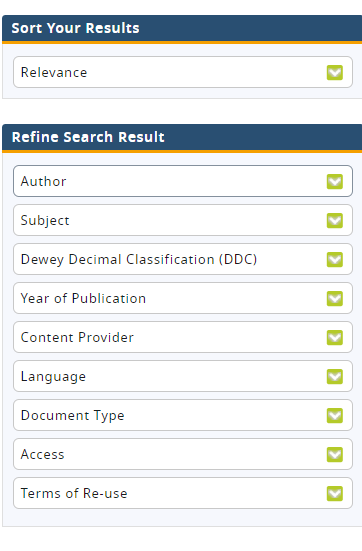 Sort Your Results
Relevance
Refine Search Result
Author
Subject
Dewey Decimal Classification (DDC)
Year of Publication
Content Provider
Language
Document Type
Access
Terms of Re-use